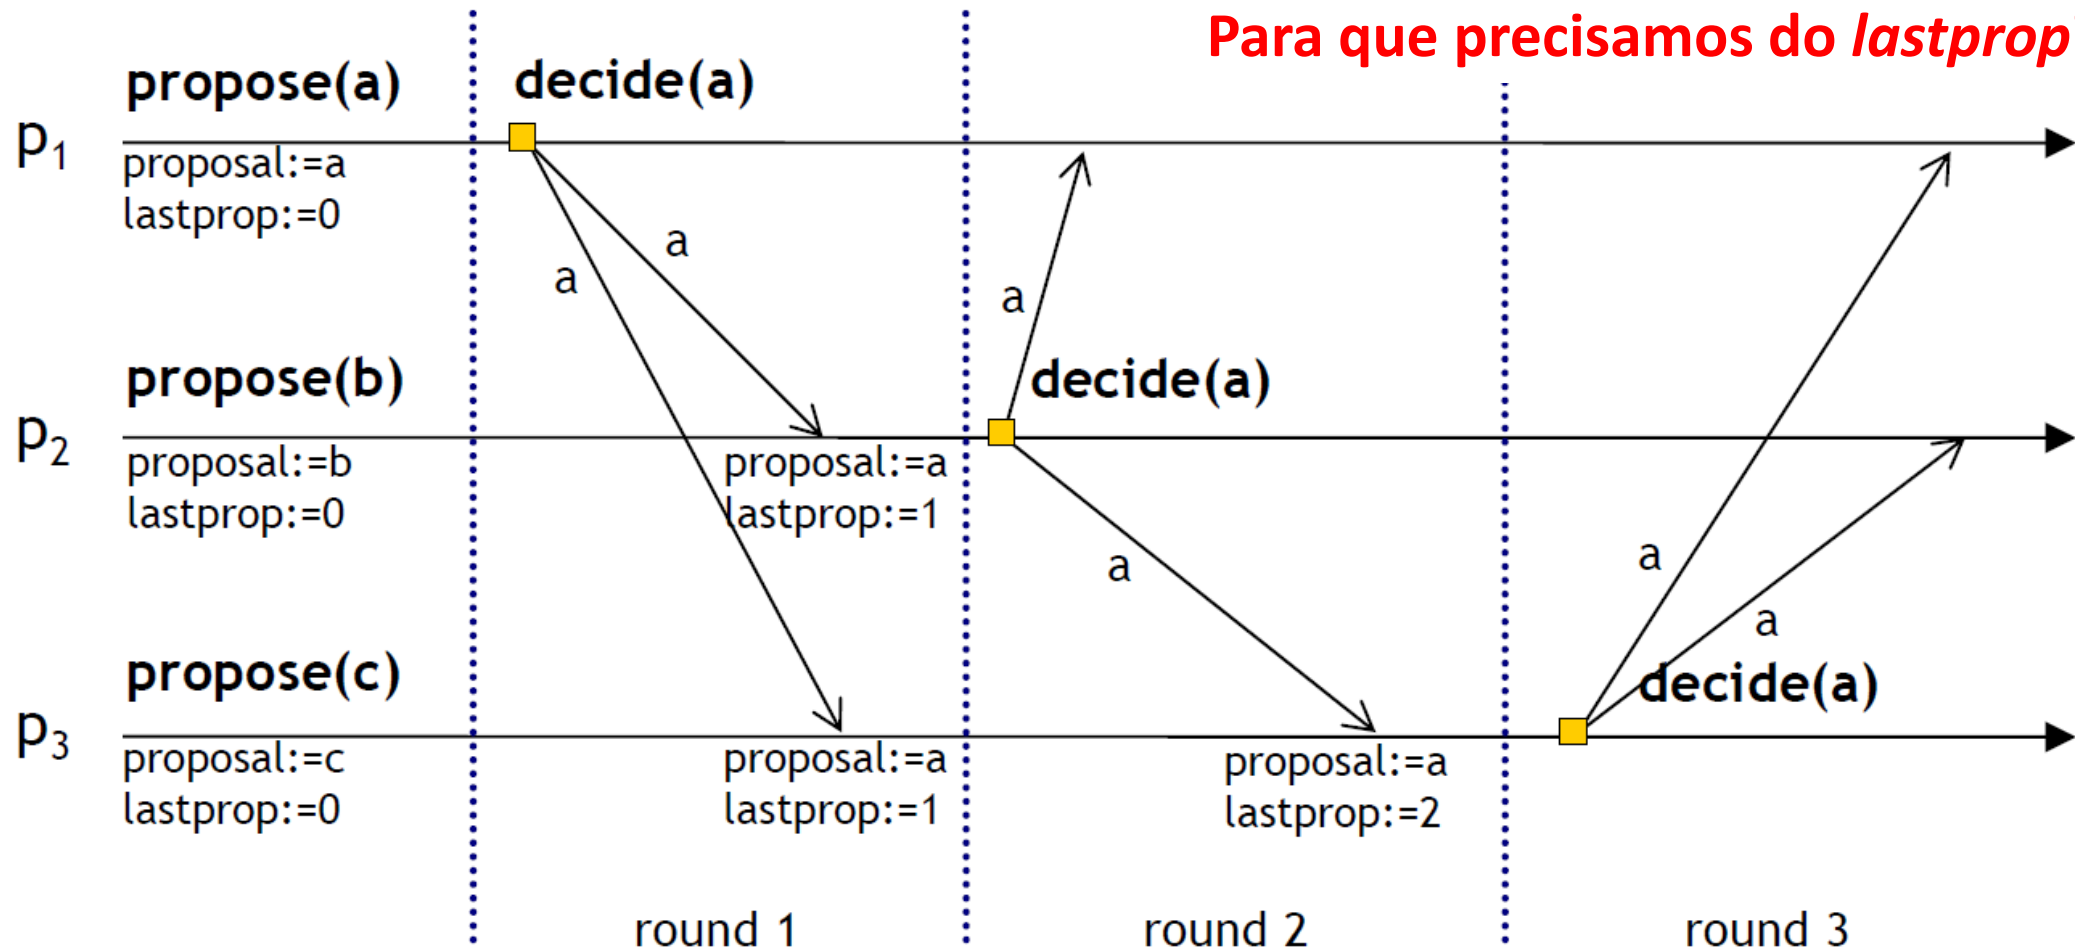 Para que precisamos do lastprop
propose(a) decide(a)
p1
proposal:=a
lastprop:=0
a
a
a
propose(b) decide(a)
p2
proposal:=b proposal:=a
lastprop:=0 lastprop:=1
a
a
a
propose(c) decide(a)
p3
proposal:=c proposal:=a proposal:=a
lastprop:=0 lastprop:=1 lastprop:=2
round 1 round 2 round 3